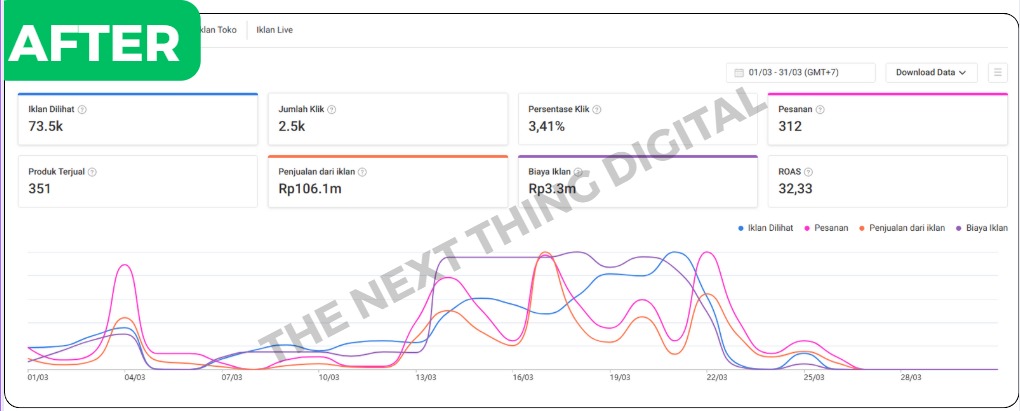 AFTER
klan Toko
Iklan Live
01/03 - 31/03 (GMT+7)
Download Data
Iklan Dilihat
73.5k
Jumlah Klik
2.5k
Persentase Klik
3,41%
Pesanan
312
Produk Terjual
351
Penjualan dari iklan
Rp106.1m
Biaya Iklan
Rp3.3m
ROAS
32,33
Iklan Dilihat
Pesanan
Penjualan dari iklan
Biaya Iklan
THE NEXT THING DIGITAL
01/03
04/03
07/03
10/03
13/03
16/03
19/03
22/03
25/03
28/03